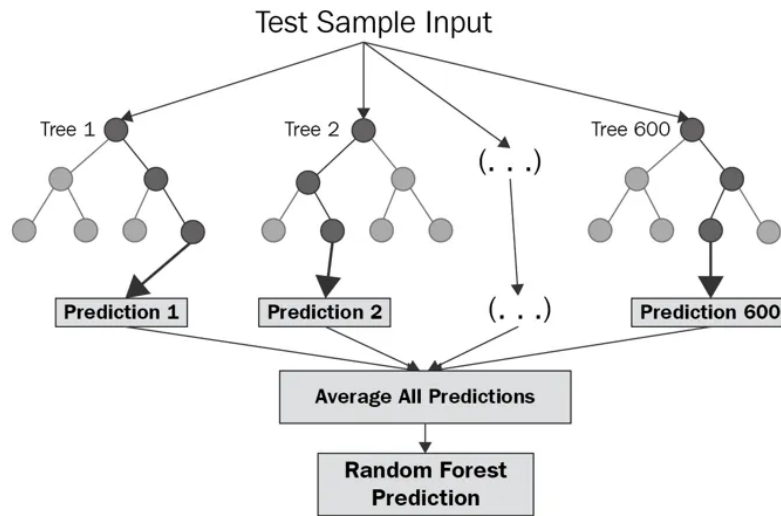 Test Sample Input
Tree 1
Tree 2
Tree 600
(. . .)
(. . .)
Prediction 1
Prediction 2
Prediction 600
Average All Predictions
Random Forest
Prediction